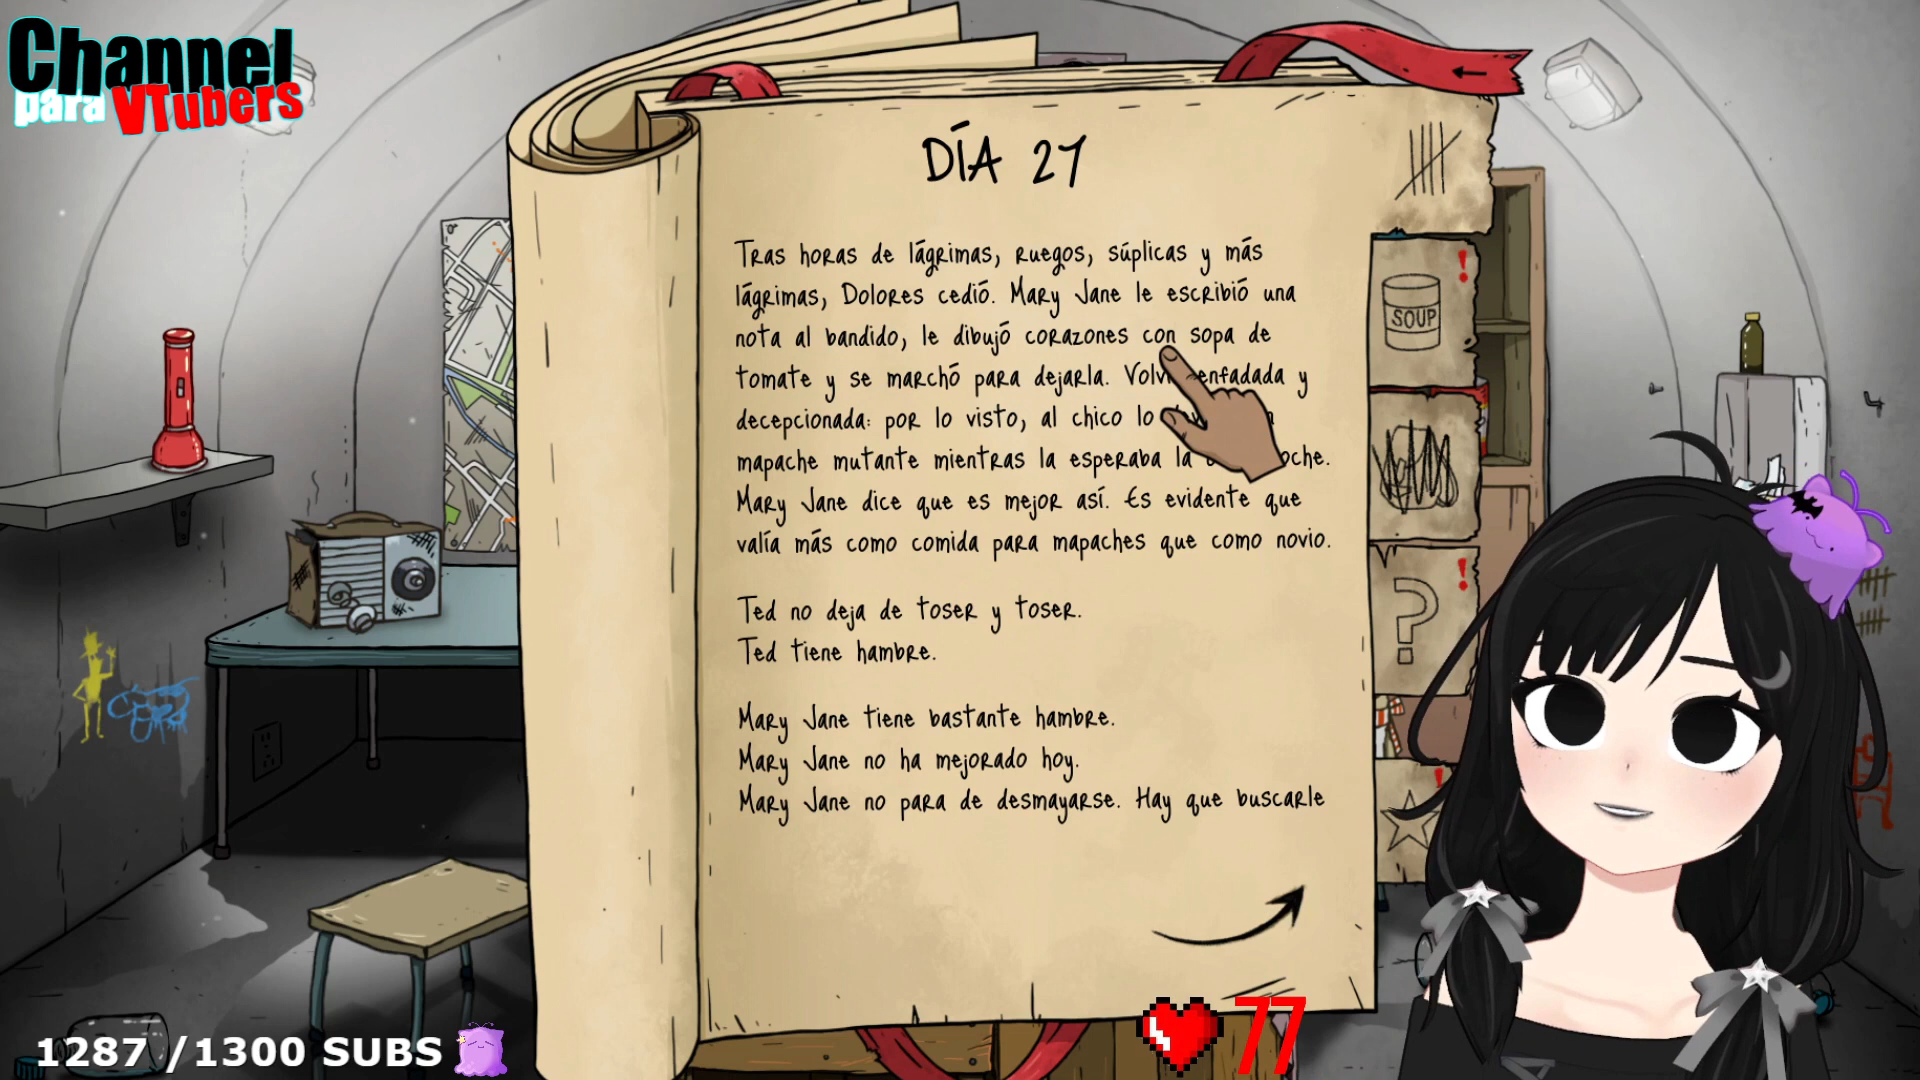 Channel
para VTubers
DÍA 27
Tras horas de lágrimas, ruegos, súplicas y más
lágrimas, Dolores cedió. Mary Jane le escribió una
nota al bandido, le dibujó corazones con sopa de
tomate y se marchó para dejarla. enfadada y
decepcionada: por lo visto, al chico lo
mapache mutante mientras la esperaba la
Mary Jane dice que es mejor así. Es evidente que
valía más como comida para mapaches que como novio.
Ted no deja de toser y toser.
Ted tiene hambre.
Mary Jane tiene bastante hambre.
Mary Jane no ha mejorado hoy.
Mary Jane no para de desmayarse. Hay que buscarle
!
SOUP
!
?
!
1287 /1300 SUBS
77